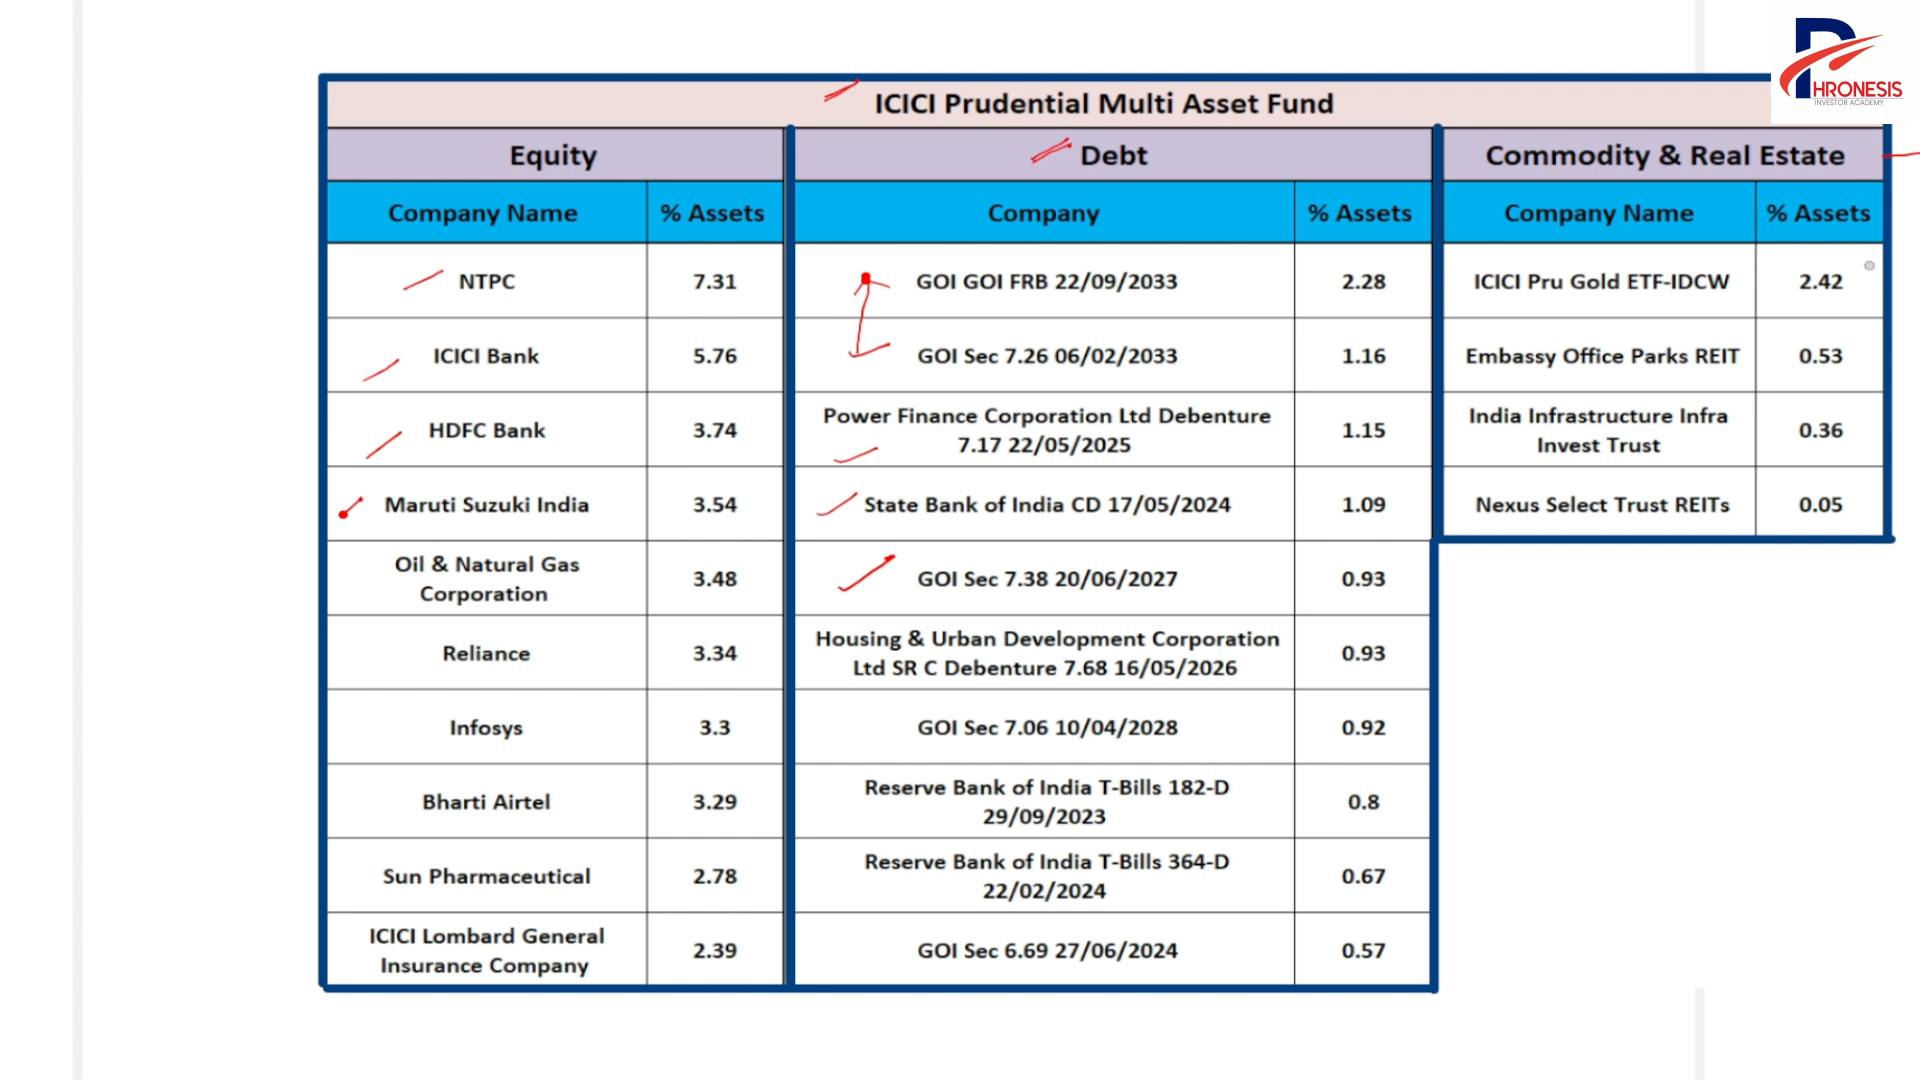 PHRONESIS
INVESTOR ACADEMY
ICICI Prudential Multi Asset Fund
Equity
Company Name % Assets
NTPC 7.31
ICICI Bank 5.76
HDFC Bank 3.74
Maruti Suzuki India 3.54
Oil & Natural Gas
Corporation 3.48
Reliance 3.34
Infosys 3.3
Bharti Airtel 3.29
Sun Pharmaceutical 2.78
ICICI Lombard General
Insurance Company 2.39
Debt
Company % Assets
GOI GOI FRB 22/09/2033 2.28
GOI Sec 7.26 06/02/2033 1.16
Power Finance Corporation Ltd Debenture
7.17 22/05/2025 1.15
State Bank of India CD 17/05/2024 1.09
GOI Sec 7.38 20/06/2027 0.93
Housing & Urban Development Corporation
Ltd SR C Debenture 7.68 16/05/2026 0.93
GOI Sec 7.06 10/04/2028 0.92
Reserve Bank of India T-Bills 182-D
29/09/2023 0.8
Reserve Bank of India T-Bills 364-D
22/02/2024 0.67
GOI Sec 6.69 27/06/2024 0.57
Commodity & Real Estate
Company Name % Assets
ICICI Pru Gold ETF-IDCW 2.42
Embassy Office Parks REIT 0.53
India Infrastructure Infra
Invest Trust 0.36
Nexus Select Trust REITs 0.05